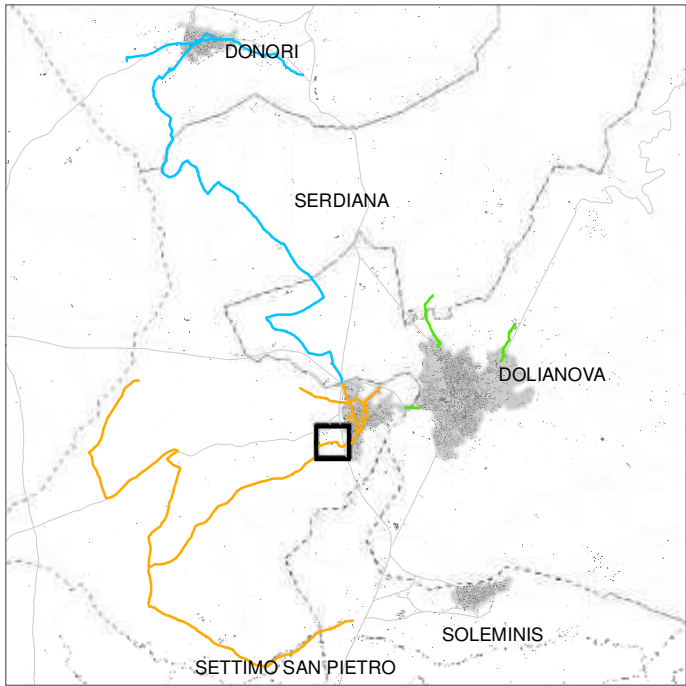 DONORI
SERDIANA
DOLIANOVA
SOLEMINIS
SETTIMO SAN PIETRO